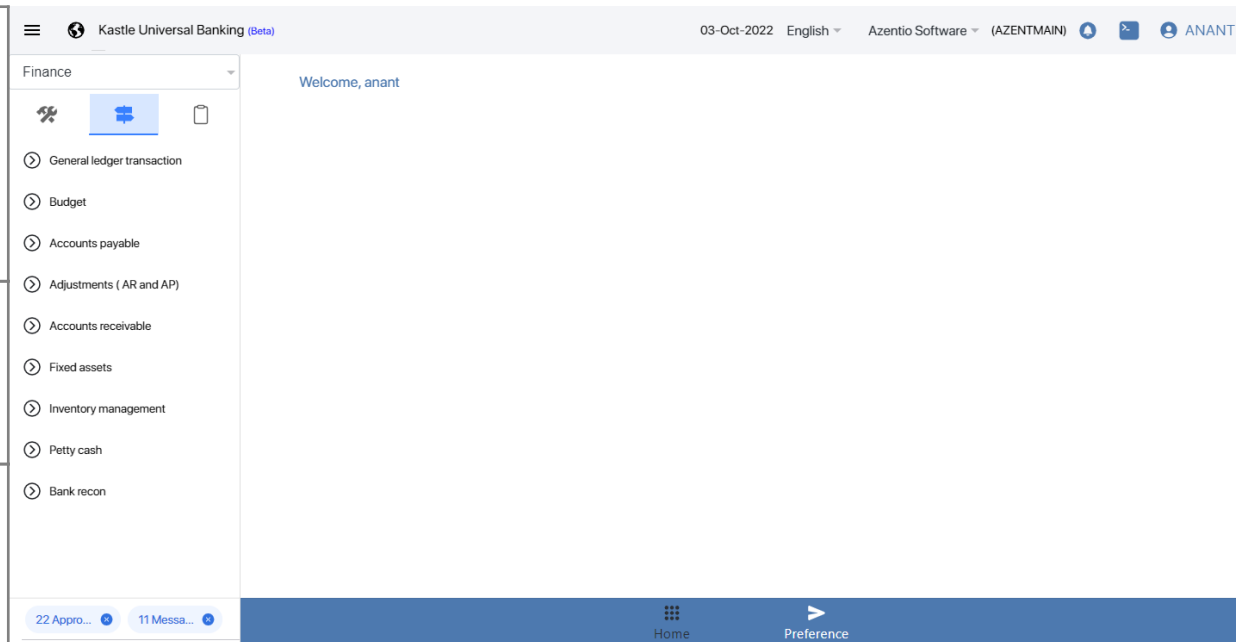 Kastle Universal Banking (Beta)
03-Oct-2022 English Azentio Software (AZENTMAIN) ANANT
Finance
Welcome, anant
General ledger transaction
Budget
Accounts payable
Adjustments ( AR and AP)
Accounts receivable
Fixed assets
Inventory management
Petty cash
Bank recon
22 Appro... 11 Messa...
Home Preference